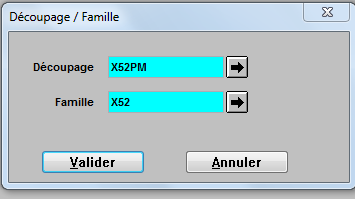 Découpage / Famille
Découpage X52PM
Famille X52
Valider Annuler